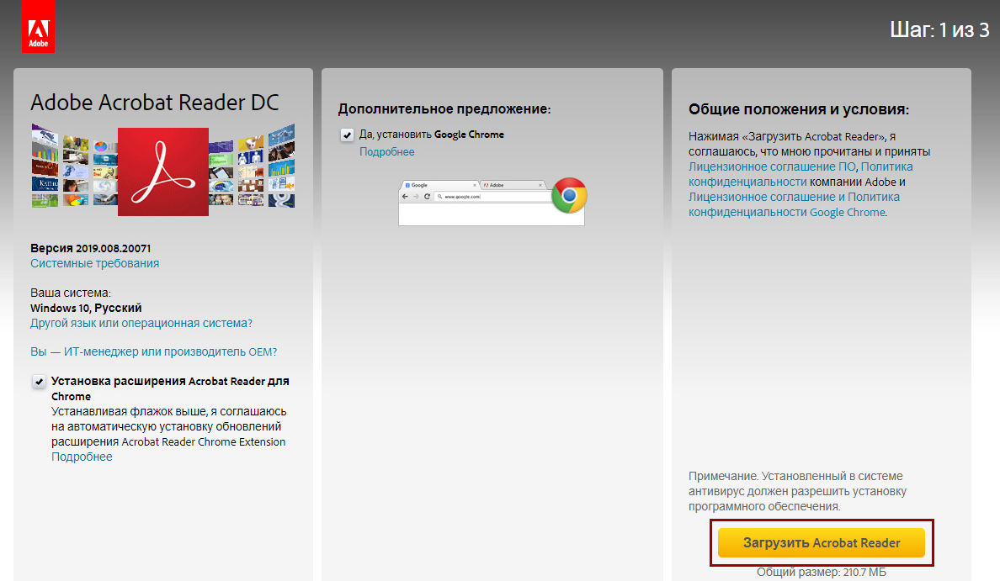 Adobe
Шаг: 1 из 3
Adobe Acrobat Reader DC
Версия 2019.008.20071
Системные требования
Ваша система:
Windows 10, Русский
Другой язык или операционная система?
Вы — ИТ-менеджер или производитель OEM?
Установка расширения Acrobat Reader для
Chrome
Устанавливая флажок выше, я соглашаюсь
на автоматическую установку обновлений
расширения Acrobat Reader Chrome Extension
Подробнее
Дополнительное предложение:
Да, установить Google Chrome
Подробнее
Google
Adobe
www.google.com
Общие положения и условия:
Нажимая «Загрузить Acrobat Reader», я
соглашаюсь, что мною прочитаны и приняты
Лицензионное соглашение ПО, Политика
конфиденциальности компании Adobe и
Лицензионное соглашение и Политика
конфиденциальности Google Chrome.
Примечание. Установленный в системе
антивирус должен разрешить установку
программного обеспечения.
Загрузить Acrobat Reader
Общий размер: 210.7 МБ